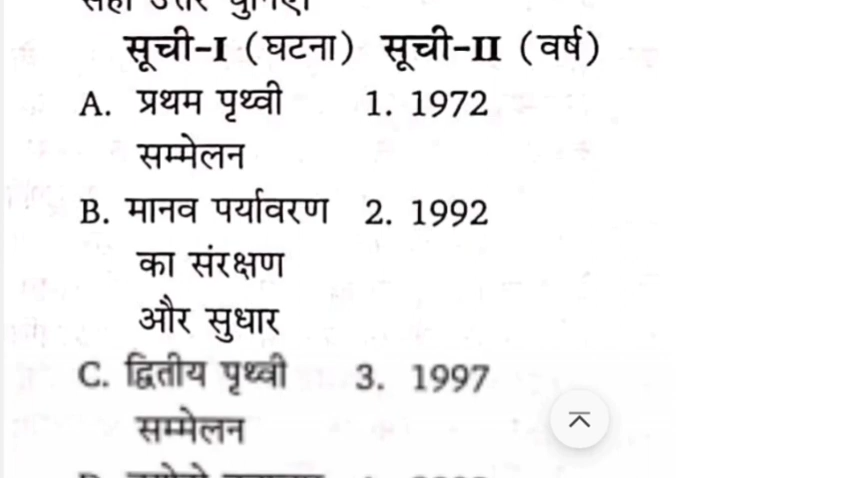 सूची-I (घटना) सूची-II (वर्ष)
A. प्रथम पृथ्वी 1. 1972
सम्मेलन
B. मानव पर्यावरण 2. 1992
का संरक्षण
और सुधार
C. द्वितीय पृथ्वी 3. 1997
सम्मेलन